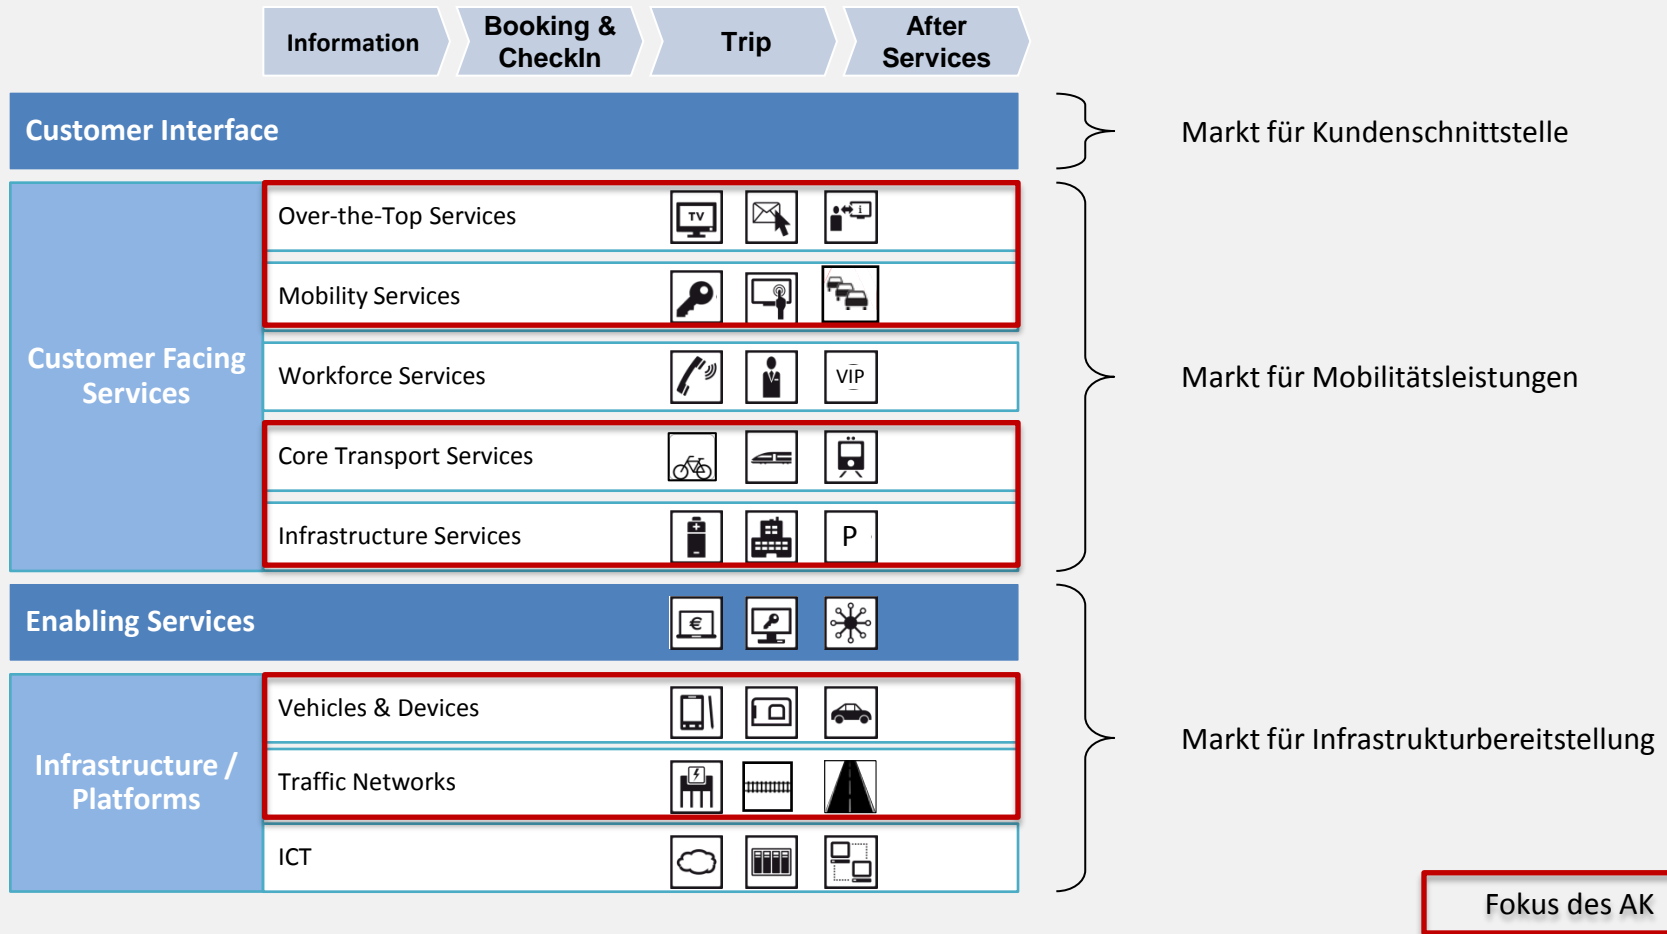 Information
Booking &
CheckIn
Trip
After
Services
Customer Interface
Markt für Kundenschnittstelle
Customer Facing
Services
Over-the-Top Services
TV
i
Mobility Services
Workforce Services
VIP
Markt für Mobilitätsleistungen
Core Transport Services
Infrastructure Services
P
Enabling Services
€
Infrastructure /
Platforms
Vehicles & Devices
Traffic Networks
Markt für Infrastrukturbereitstellung
ICT
Fokus des AK